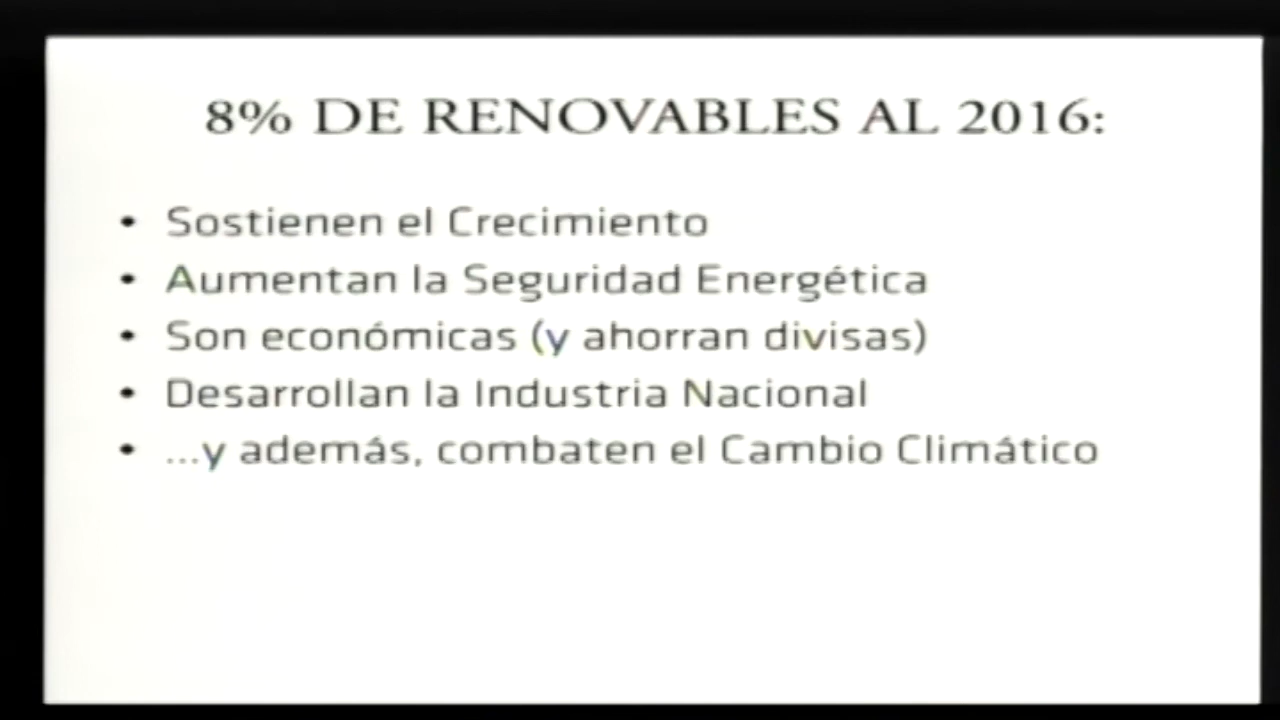 8% DE RENOVABLES AL 2016:
• Sostienen el Crecimiento
• Aumentan la Seguridad Energética
• Son económicas (y ahorran divisas)
• Desarrollan la Industria Nacional
• ...y además, combaten el Cambio Climático